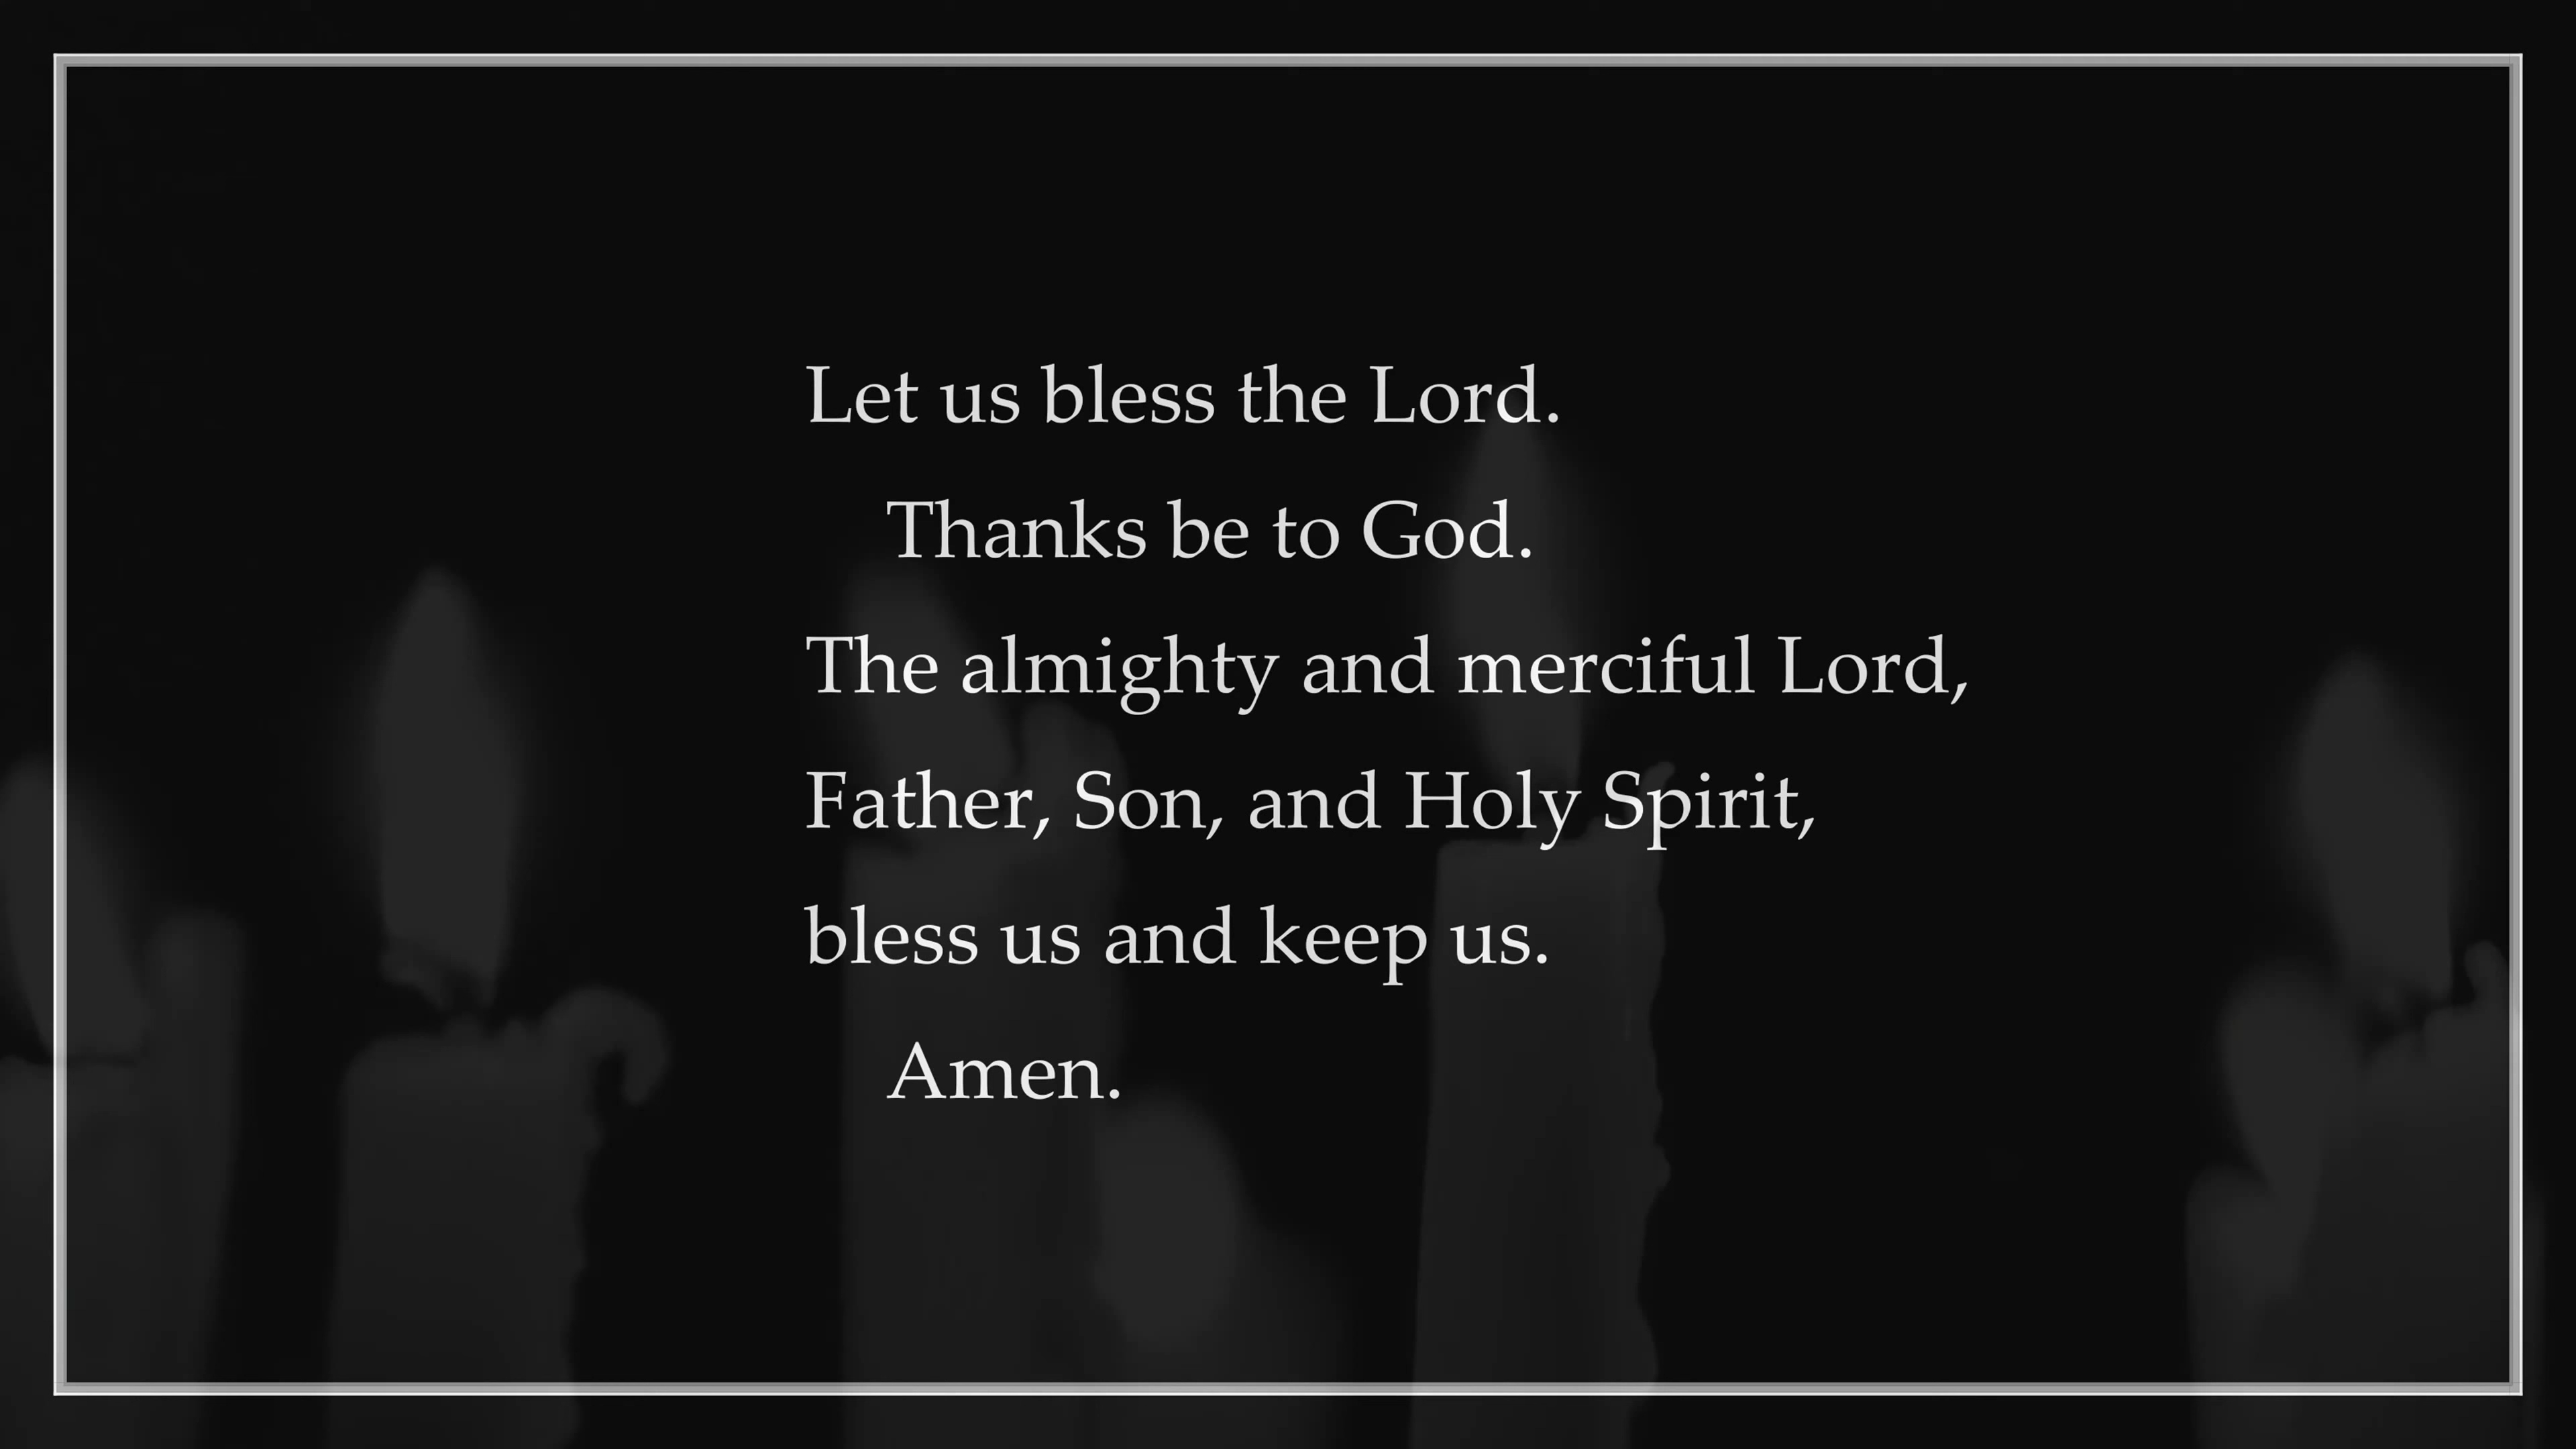 Let us bless the Lord.
Thanks be to God.
The almighty and merciful Lord,
Father, Son, and Holy Spirit,
bless us and keep us.
Amen.